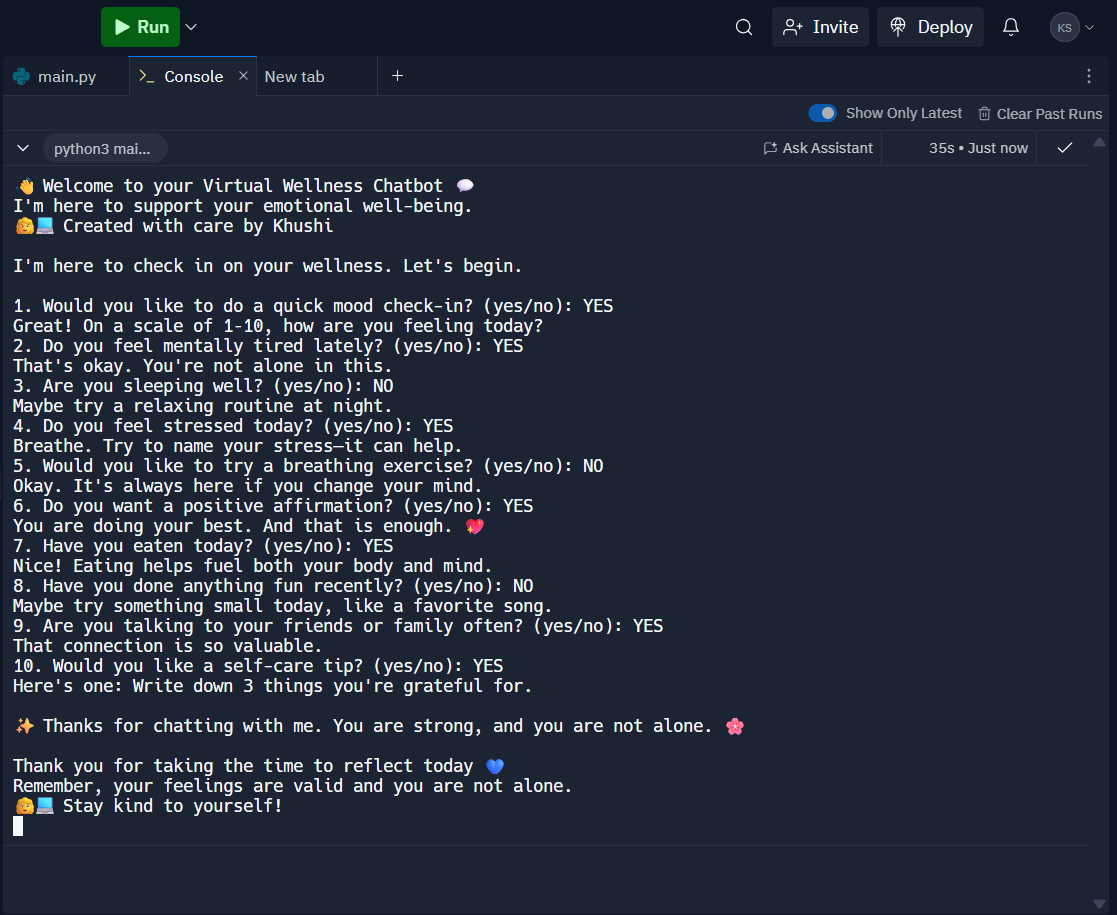 Run
Invite
Deploy
KS
main.py
Console
New tab
Show Only Latest
Clear Past Runs
python3 mai...
Ask Assistant
35s • Just now
👋 Welcome to your Virtual Wellness Chatbot 💬
I'm here to support your emotional well-being.
👩💻 Created with care by Khushi
I'm here to check in on your wellness. Let's begin.
1. Would you like to do a quick mood check-in? (yes/no): YES
Great! On a scale of 1-10, how are you feeling today?
2. Do you feel mentally tired lately? (yes/no): YES
That's okay. You're not alone in this.
3. Are you sleeping well? (yes/no): NO
Maybe try a relaxing routine at night.
4. Do you feel stressed today? (yes/no): YES
Breathe. Try to name your stress—it can help.
5. Would you like to try a breathing exercise? (yes/no): NO
Okay. It's always here if you change your mind.
6. Do you want a positive affirmation? (yes/no): YES
You are doing your best. And that is enough. 💖
7. Have you eaten today? (yes/no): YES
Nice! Eating helps fuel both your body and mind.
8. Have you done anything fun recently? (yes/no): NO
Maybe try something small today, like a favorite song.
9. Are you talking to your friends or family often? (yes/no): YES
That connection is so valuable.
10. Would you like a self-care tip? (yes/no): YES
Here's one: Write down 3 things you're grateful for.
✨ Thanks for chatting with me. You are strong, and you are not alone. 🌸
Thank you for taking the time to reflect today 💙
Remember, your feelings are valid and you are not alone.
👩💻 Stay kind to yourself!